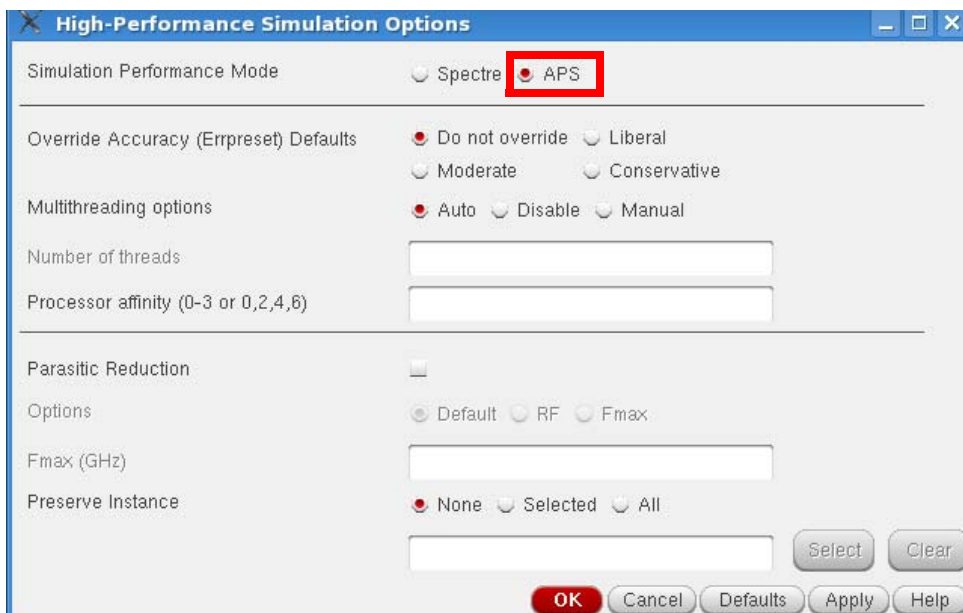 High-Performance Simulation Options
Simulation Performance Mode Spectre APS
Override Accuracy (Errpreset) Defaults Do not override Liberal
Moderate Conservative
Multithreading options Auto Disable Manual
Number of threads
Processor affinity (0-3 or 0,2,4,6)
Parasitic Reduction
Options Default RF Fmax
Fmax (GHz)
Preserve Instance None Selected All
Select Clear
OK Cancel Defaults Apply Help